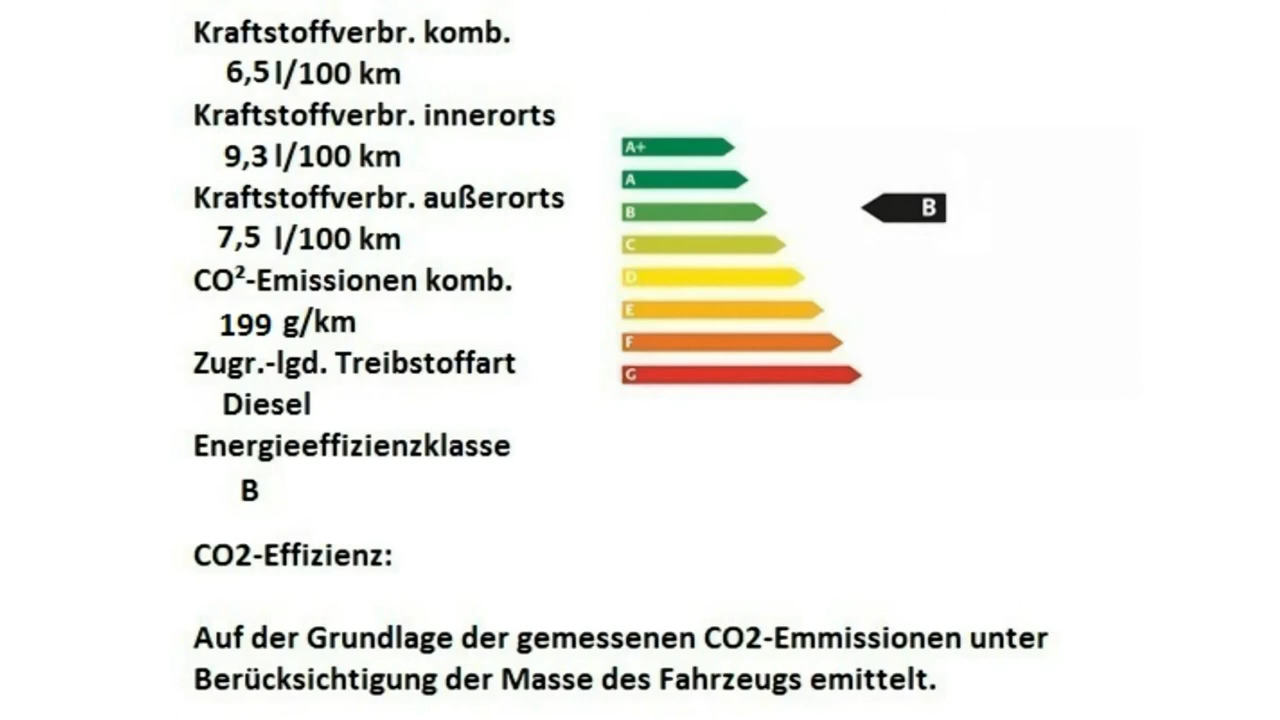 Kraftstoffverbr. komb.
6,5 l/100 km
Kraftstoffverbr. innerorts
9,3 l/100 km
Kraftstoffverbr. außerorts
7,5 l/100 km
CO²-Emissionen komb.
199 g/km
Zugr.-lgd. Treibstoffart
Diesel
Energieeffizienzklasse
B
A+
A
B
B
C
D
E
F
G
CO2-Effizienz:
Auf der Grundlage der gemessenen CO2-Emmissionen unter
Berücksichtigung der Masse des Fahrzeugs emittelt.